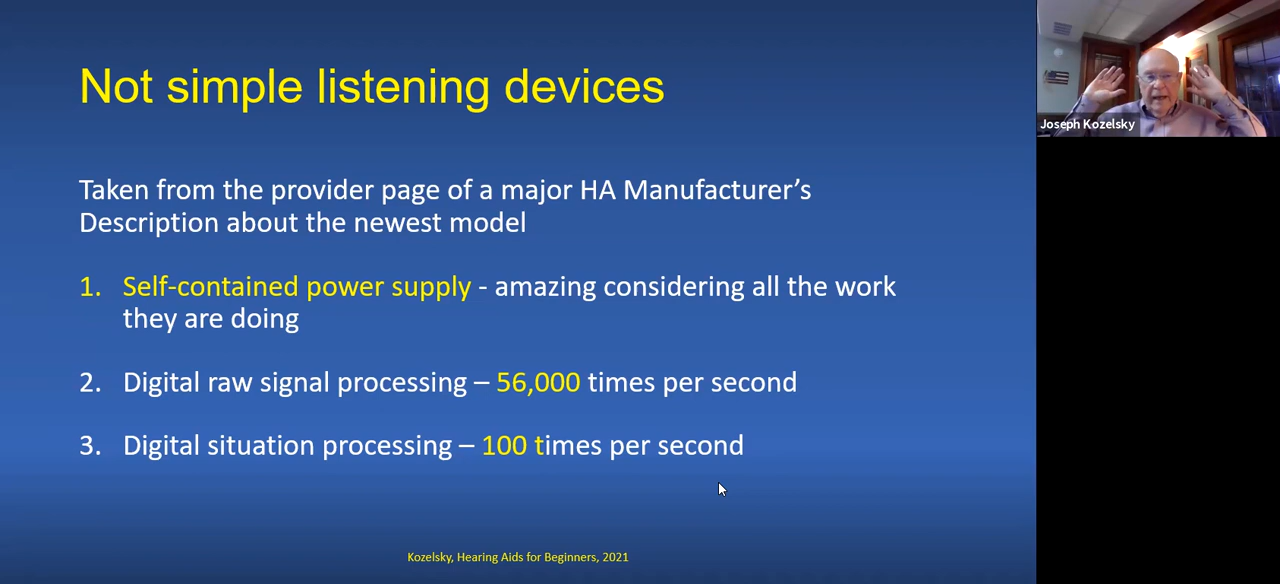 Not simple listening devices
Joseph Kozelsky
Taken from the provider page of a major HA Manufacturer’s
Description about the newest model
1. Self-contained power supply - amazing considering all the work
they are doing
2. Digital raw signal processing – 56,000 times per second
3. Digital situation processing – 100 times per second
Kozelsky, Hearing Aids for Beginners, 2021